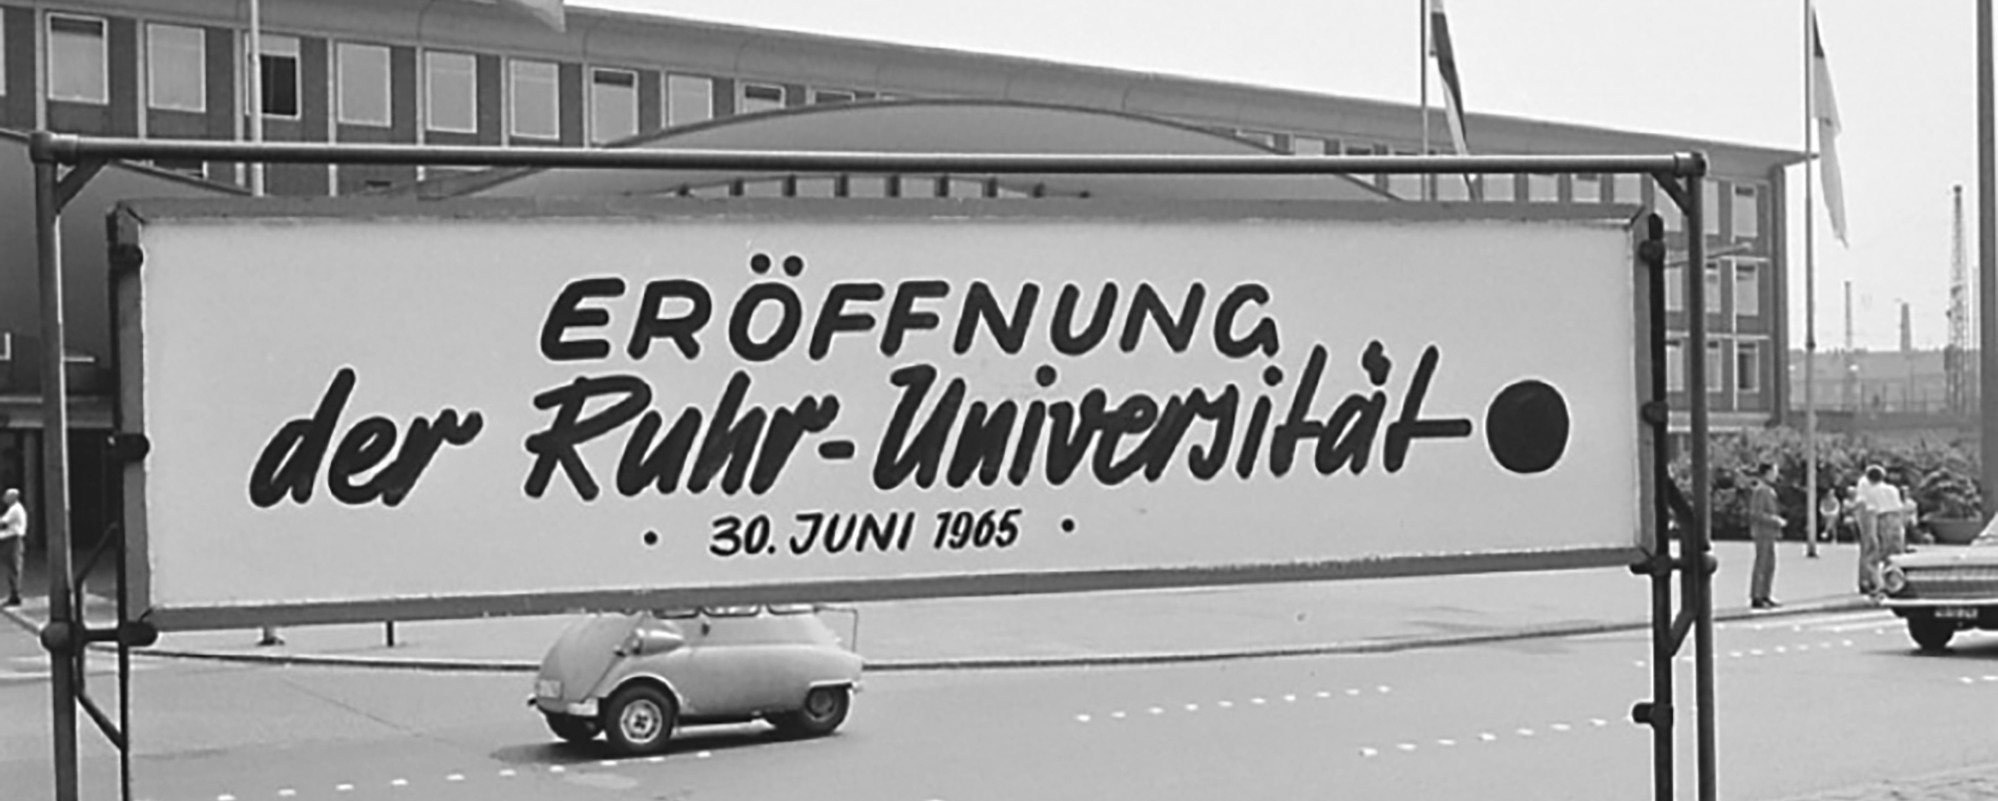 ERÖFFNUNG
der Ruhr-Universität
• 30. JUNI 1965 •